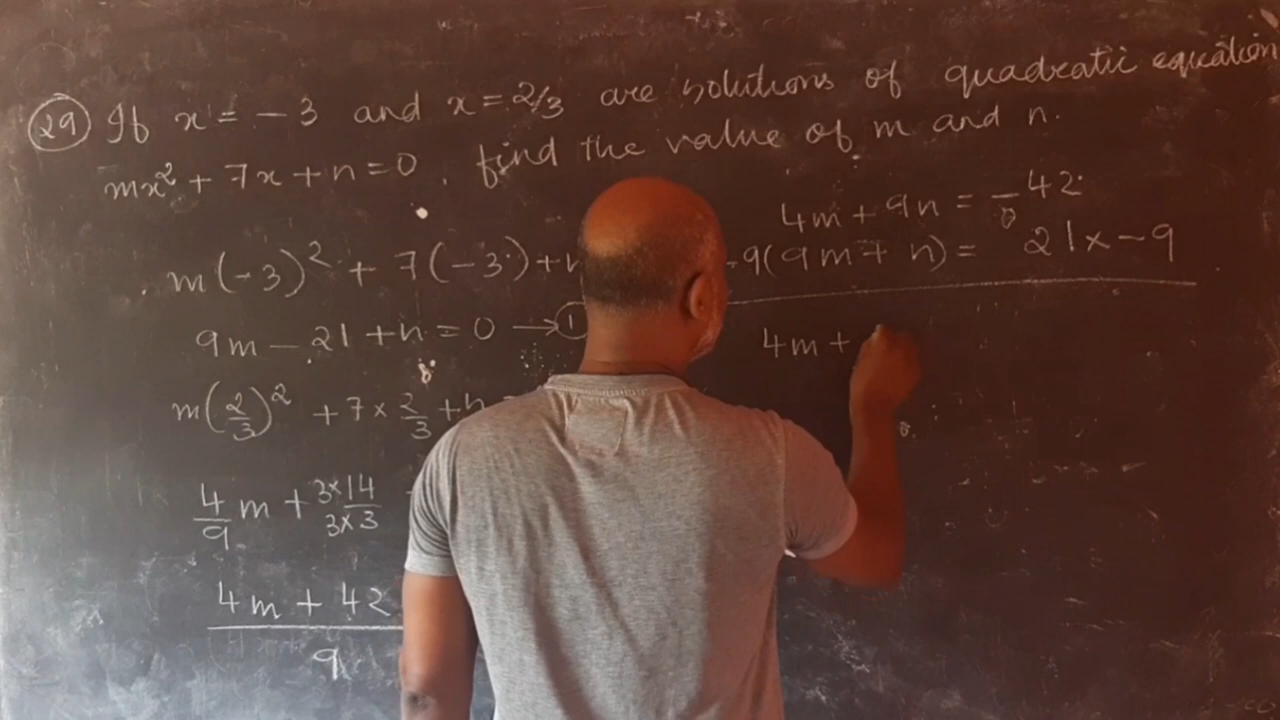 29 If x = -3 and x = 2/3 are solutions of quadratic equation
mx² + 7x + n = 0, find the value of m and n.
m(-3)² + 7(-3) + n
9m - 21 + n = 0 → 1
m(2/3)² + 7 × 2/3 + n
4/9 m + 3×14/3×3
4m + 42
9
4m + 9n = -42
-9(9m + n) = 21x-9
4m +